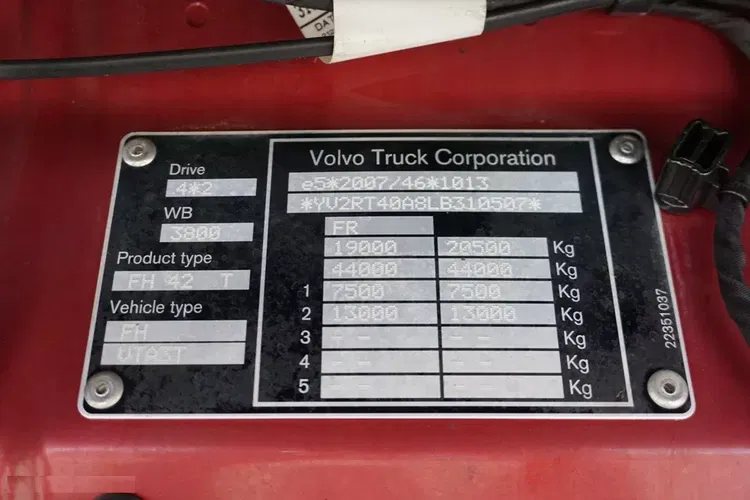 DAT
Volvo Truck Corporation
Drive
4*2
e5*2007/46*1013
*YV2RT40A8LB310507*
WB
3800
FR
19000 20500 Kg
Product type
44000 44000 Kg
FH 42 T
1 7500 7500 Kg
Vehicle type
2 13000 13000 Kg
FH
3 -- -- Kg
VTA3T
4 -- -- Kg
5 -- -- Kg
22351037